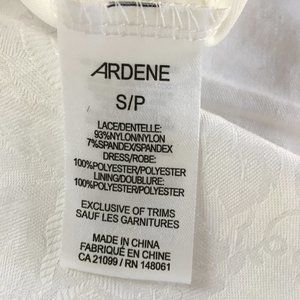 ARDENE
S/P
LACE/DENTELLE:
93%NYLON/NYLON
7%SPANDEX/SPANDEX
DRESS/ROBE:
100%POLYESTER/POLYESTER
LINING/DOUBLURE:
100%POLYESTER/POLYESTER
EXCLUSIVE OF TRIMS
SAUF LES GARNITURES
MADE IN CHINA
FABRIQUÉ EN CHINE
CA 21099 / RN 148061